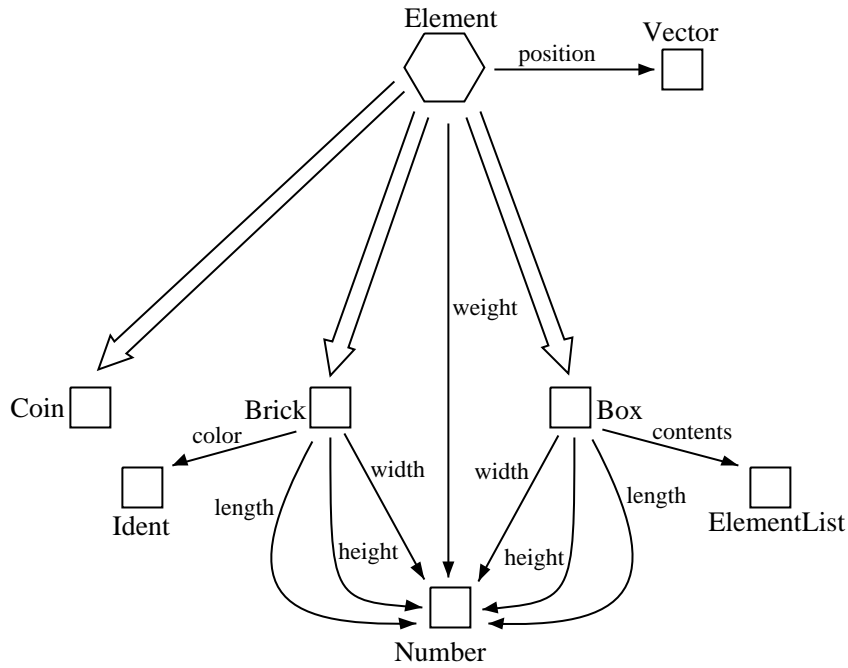 Element
Vector
position
weight
Coin
Brick
Box
color
contents
width
width
length
length
Ident
ElementList
height
height
Number